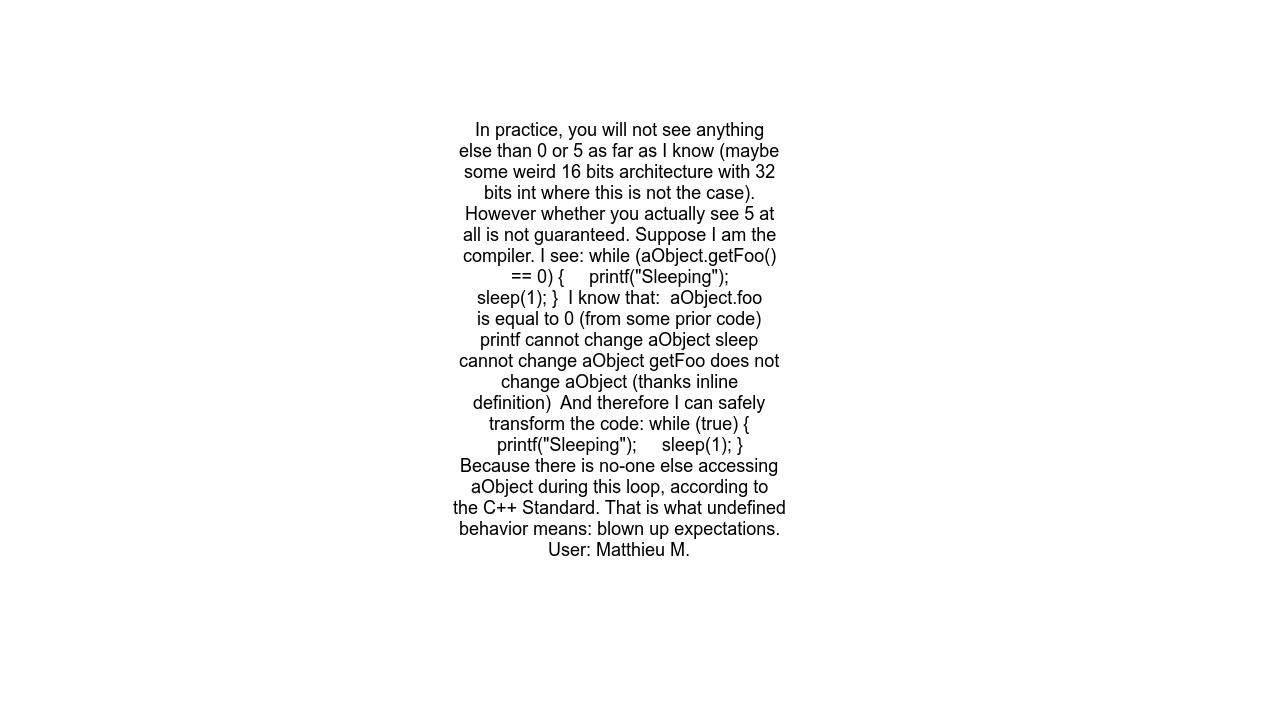 In practice, you will not see anything
else than 0 or 5 as far as I know (maybe
some weird 16 bits architecture with 32
bits int where this is not the case).
However whether you actually see 5 at
all is not guaranteed. Suppose I am the
compiler. I see: while (aObject.getFoo()
== 0) {     printf("Sleeping");
sleep(1); }  I know that:  aObject.foo
is equal to 0 (from some prior code)
printf cannot change aObject sleep
cannot change aObject getFoo does not
change aObject (thanks inline
definition)  And therefore I can safely
transform the code: while (true) {
printf("Sleeping");     sleep(1); }
Because there is no-one else accessing
aObject during this loop, according to
the C++ Standard. That is what undefined
behavior means: blown up expectations.
User: Matthieu M.